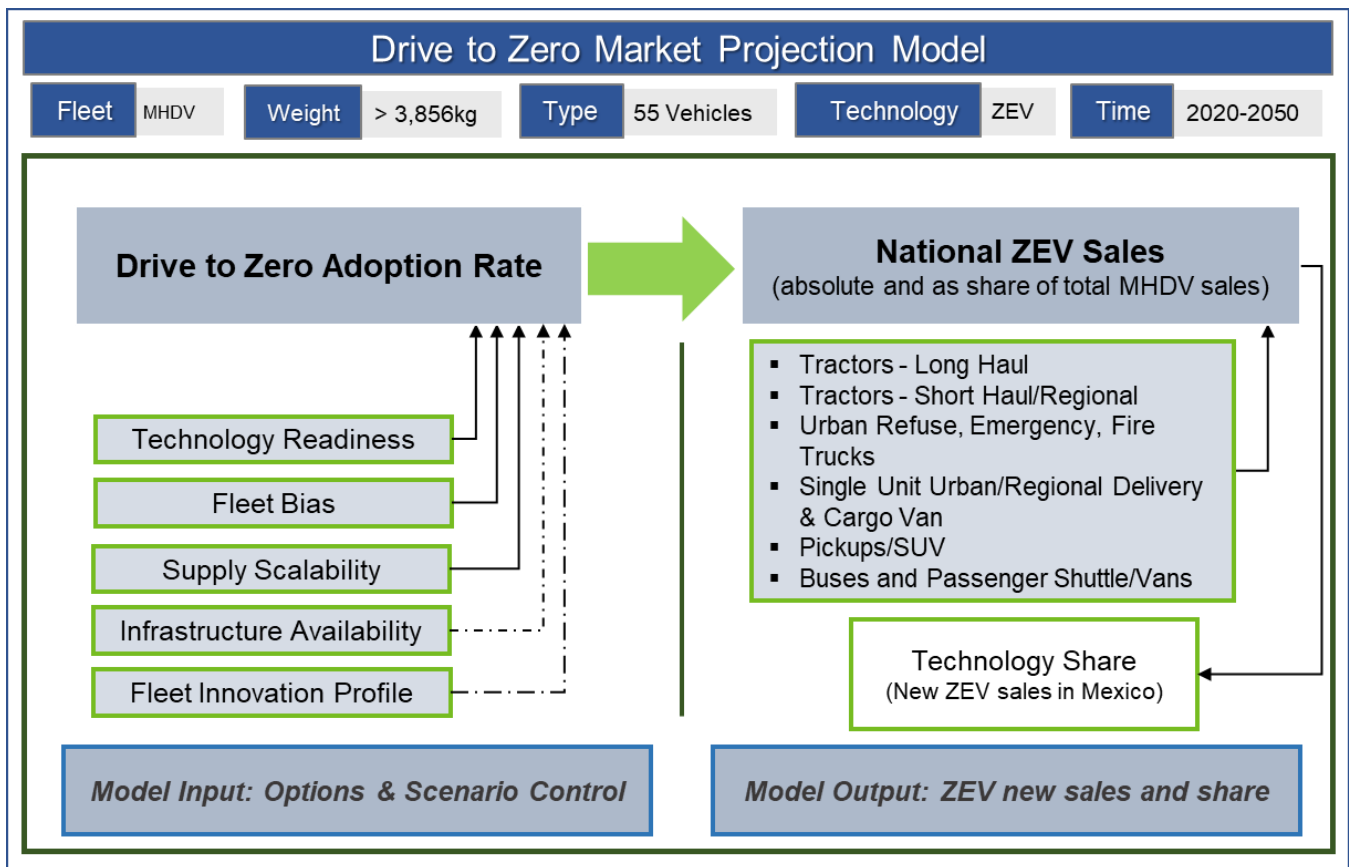 Drive to Zero Market Projection Model
Fleet MHDV Weight > 3,856kg Type 55 Vehicles Technology ZEV Time 2020-2050
Drive to Zero Adoption Rate
Technology Readiness
Fleet Bias
Supply Scalability
Infrastructure Availability
Fleet Innovation Profile
Model Input: Options & Scenario Control
National ZEV Sales
(absolute and as share of total MHDV sales)
▪ Tractors - Long Haul
▪ Tractors - Short Haul/Regional
▪ Urban Refuse, Emergency, Fire
Trucks
▪ Single Unit Urban/Regional Delivery
& Cargo Van
▪ Pickups/SUV
▪ Buses and Passenger Shuttle/Vans
Technology Share
(New ZEV sales in Mexico)
Model Output: ZEV new sales and share